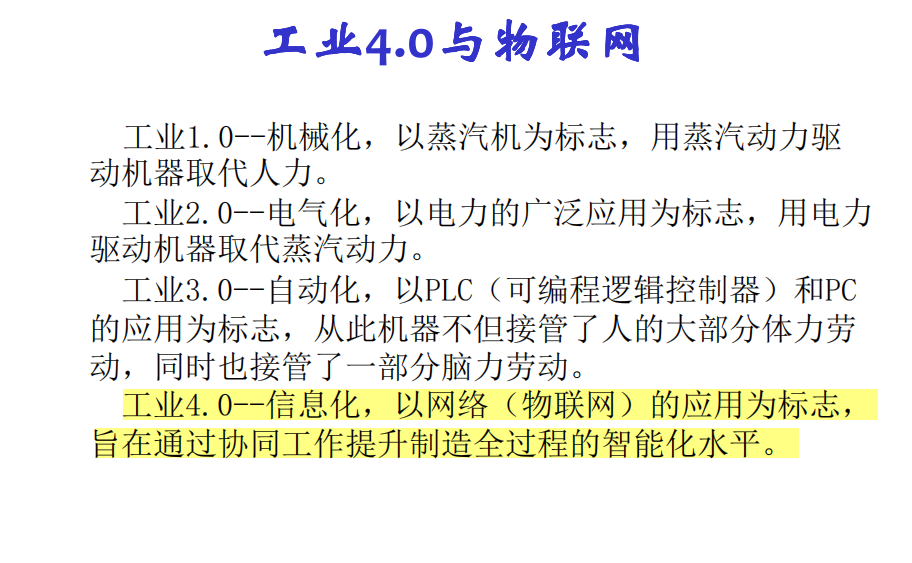 工业4.0与物联网
工业1.0--机械化，以蒸汽机为标志，用蒸汽动力驱
动机器取代人力。
工业2.0--电气化，以电力的广泛应用为标志，用电力
驱动机器取代蒸汽动力。
工业3.0--自动化，以PLC（可编程逻辑控制器）和PC
的应用为标志，从此机器不但接管了人的大部分体力劳
动，同时也接管了一部分脑力劳动。
工业4.0--信息化，以网络（物联网）的应用为标志，
旨在通过协同工作提升制造全过程的智能化水平。